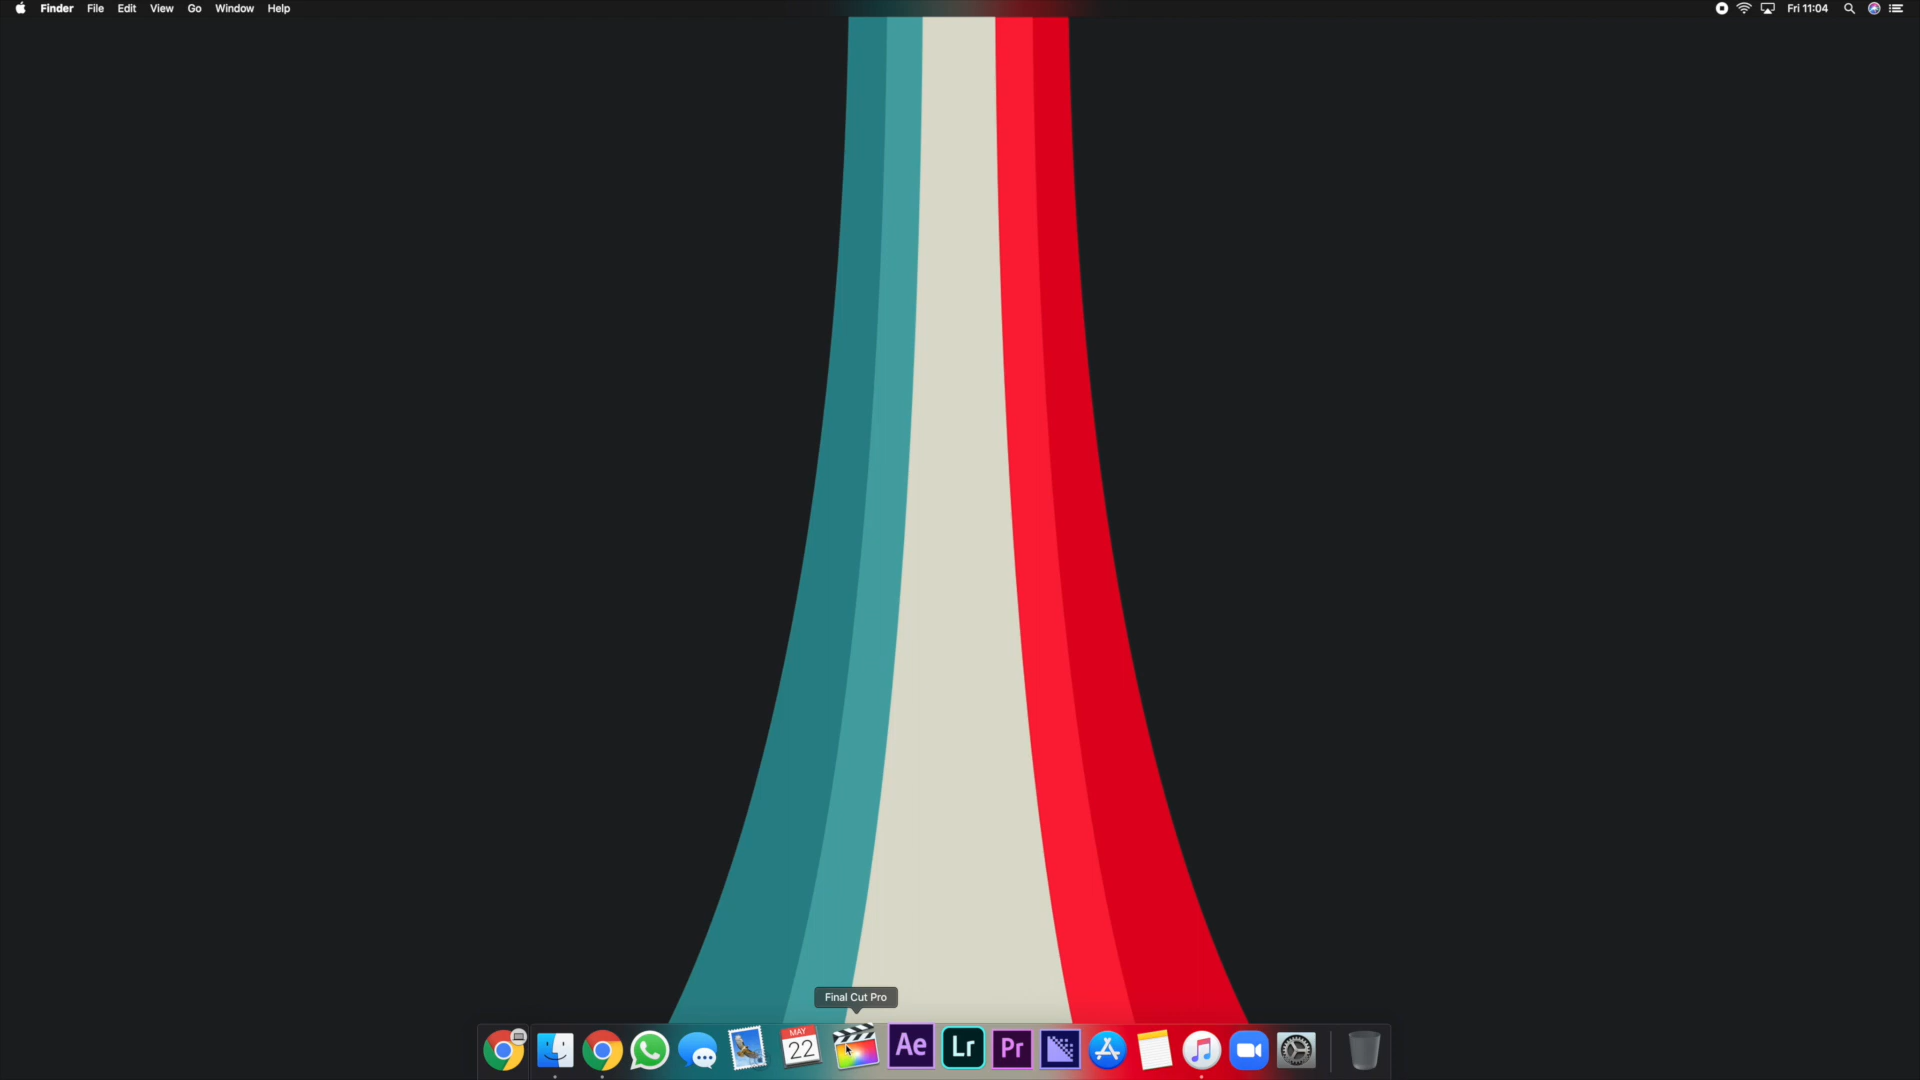 Finder File Edit View Go Window Help Fri 11:04
Final Cut Pro
MAY
22
Ae
Lr
Pr